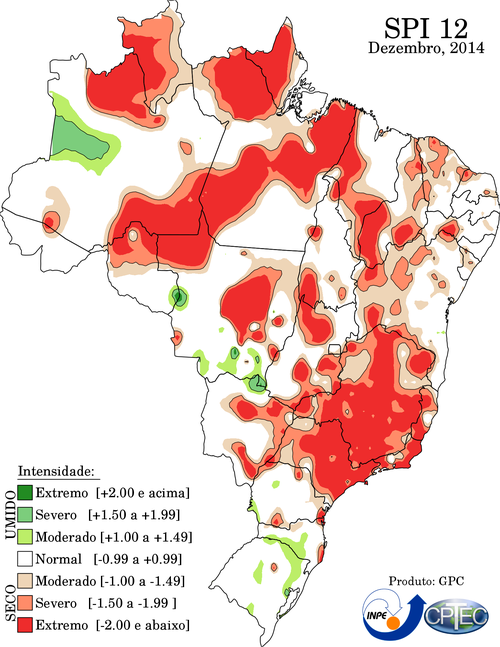 SPI 12
Dezembro, 2014
Intensidade:
UMIDO
Extremo [+2.00 e acima]
Severo [+1.50 a +1.99]
Moderado [+1.00 a +1.49]
Normal [-0.99 a +0.99]
SECO
Moderado [-1.00 a -1.49]
Severo [-1.50 a -1.99 ]
Extremo [-2.00 e abaixo]
Produto: GPC
INPE
CPTEC